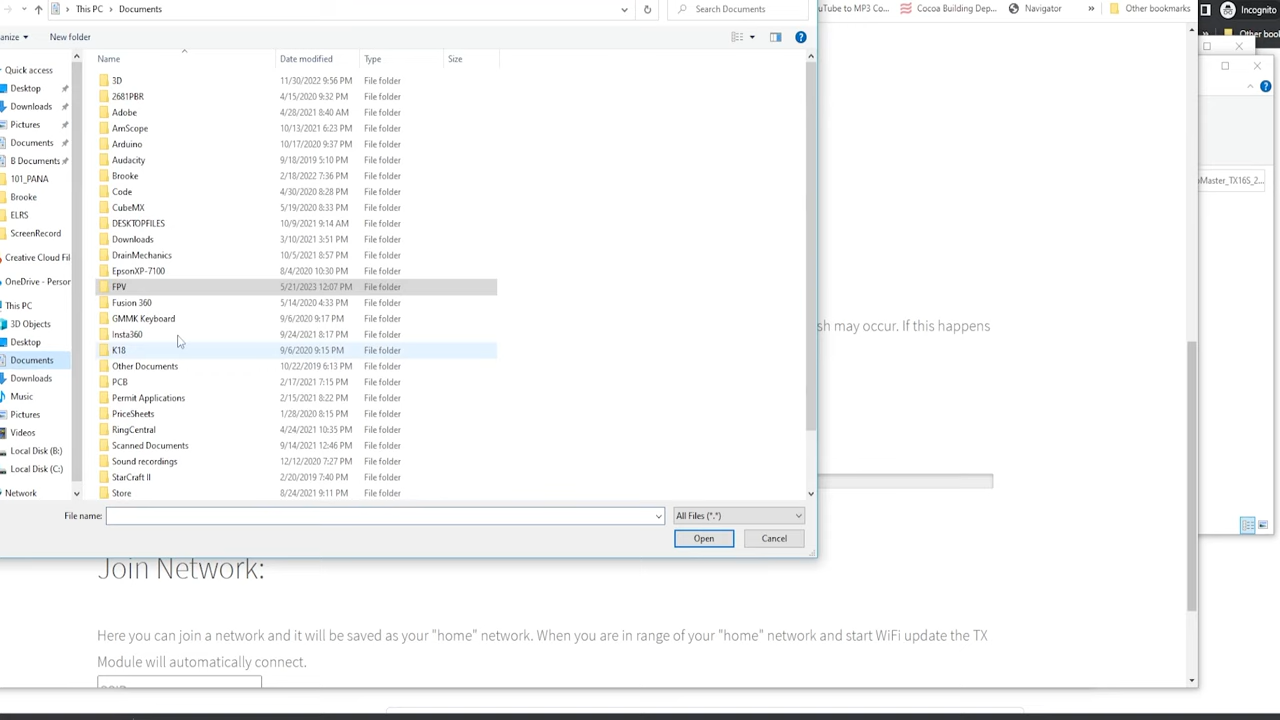 This PC > Documents
Search Documents
YouTube to MP3 Co...
Cocoa Building Dep...
Navigator
»
Other bookmarks
Incognito
Other book
anize
New folder
Name
Date modified
Type
Size
Quick access
Desktop
Downloads
Pictures
Documents
B Documents
101_PANA
Brooke
ELRS
ScreenRecord
Creative Cloud Fil
OneDrive - Person
This PC
3D Objects
Desktop
Documents
Downloads
Music
Pictures
Videos
Local Disk (B:)
Local Disk (C:)
Network
3D 11/30/2022 9:56 PM File folder
2681PBR 4/15/2020 9:32 PM File folder
Adobe 4/28/2021 8:40 AM File folder
AmScope 10/13/2021 6:23 PM File folder
Arduino 10/17/2020 9:37 PM File folder
Audacity 9/18/2019 5:10 PM File folder
Brooke 2/18/2022 7:36 PM File folder
Code 4/30/2020 8:28 PM File folder
CubeMX 5/19/2020 8:33 PM File folder
DESKTOPFILES 10/9/2021 9:14 AM File folder
Downloads 3/10/2021 3:51 PM File folder
DrainMechanics 10/5/2021 8:57 PM File folder
EpsonXP-7100 8/4/2020 10:30 PM File folder
FPV 5/21/2023 12:07 PM File folder
Fusion 360 5/14/2020 4:33 PM File folder
GMMK Keyboard 9/6/2020 9:17 PM File folder
Insta360 9/24/2021 8:17 PM File folder
K18 9/6/2020 9:15 PM File folder
Other Documents 10/22/2019 6:13 PM File folder
PCB 2/17/2021 7:15 PM File folder
Permit Applications 2/15/2021 8:22 PM File folder
PriceSheets 1/28/2020 8:15 PM File folder
RingCentral 4/24/2021 10:35 PM File folder
Scanned Documents 9/14/2021 12:46 PM File folder
Sound recordings 12/12/2020 7:27 PM File folder
StarCraft II 2/20/2019 7:40 PM File folder
Store 8/24/2021 9:11 PM File folder
File name:
All Files (*.*)
Open
Cancel
oMaster_TX16S_2...
sh may occur. If this happens
Join Network:
Here you can join a network and it will be saved as your "home" network. When you are in range of your "home" network and start WiFi update the TX
Module will automatically connect.